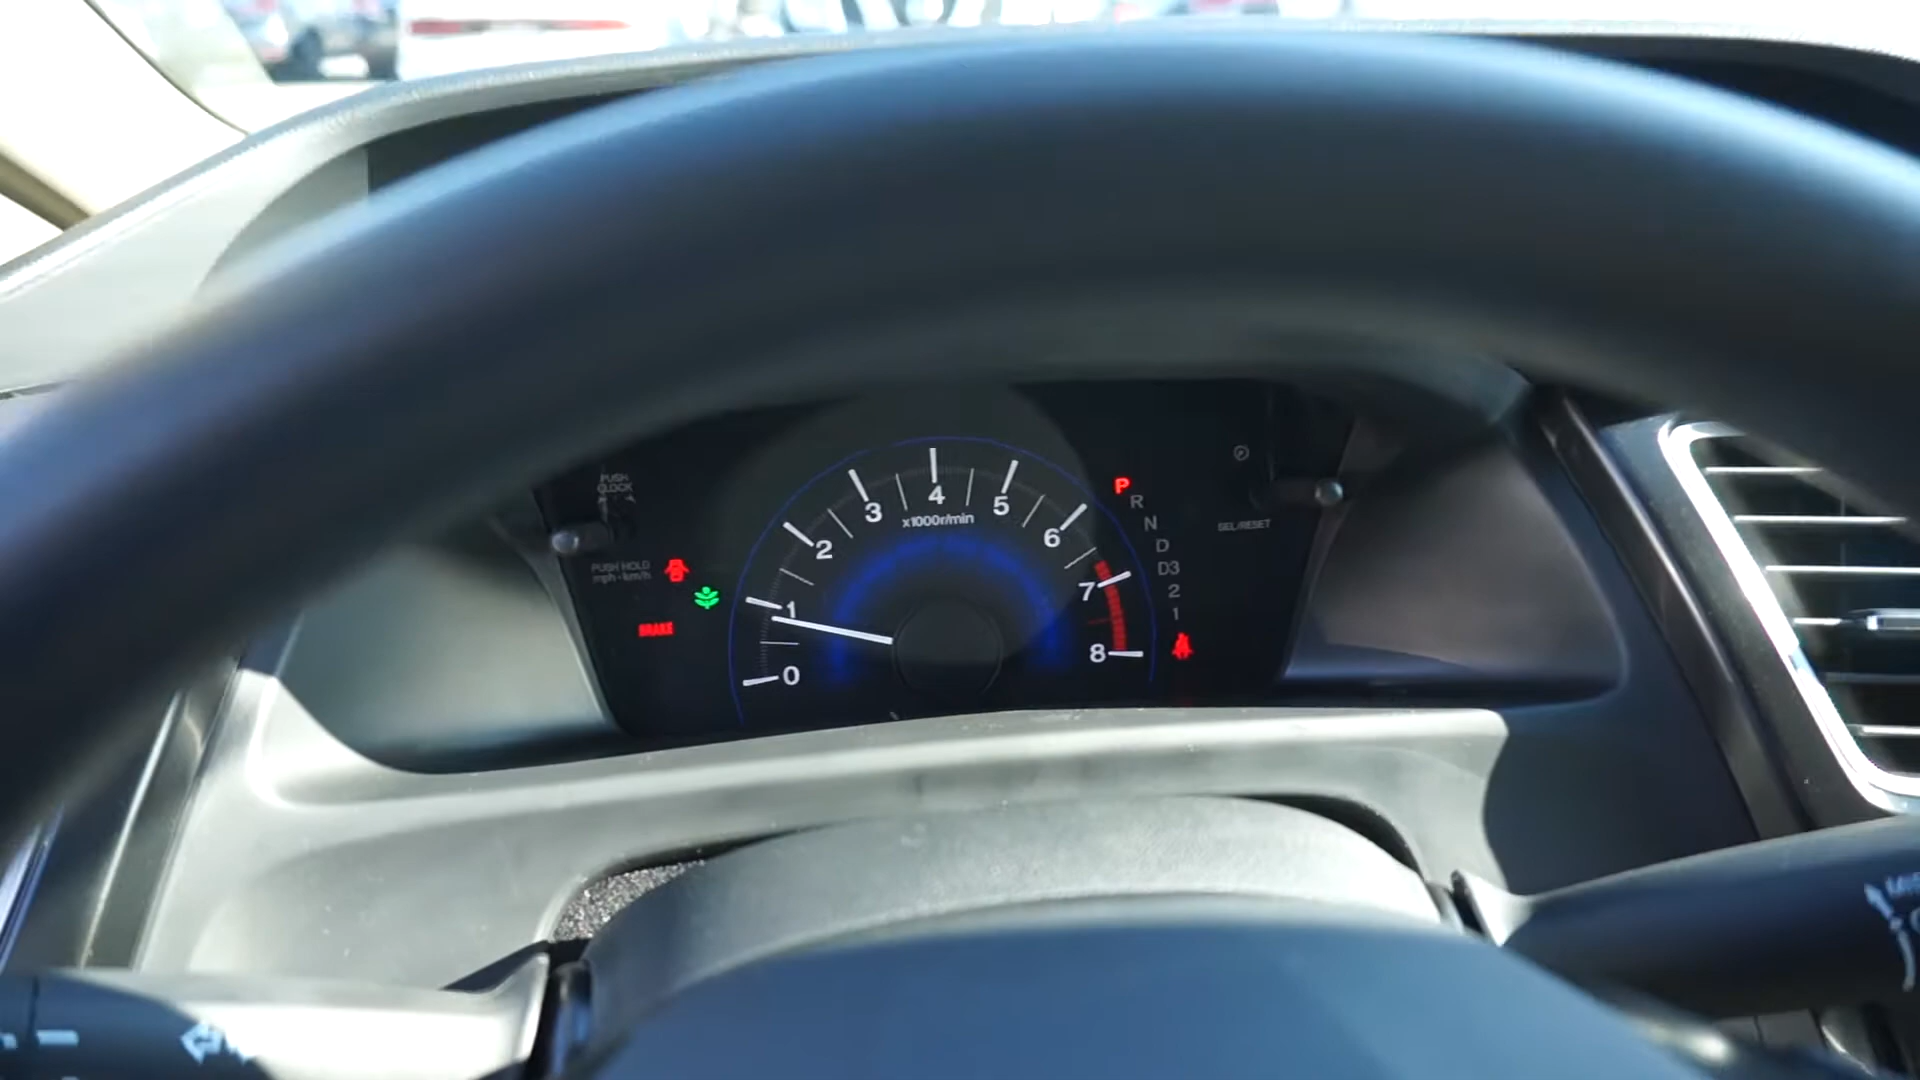 PUSH
CLOCK
PUSH HOLD
mph - km/h
BRAKE
0
1
2
3
4
5
6
7
8
x1000r/min
P
R
N
D
D3
2
1
SEL/RESET